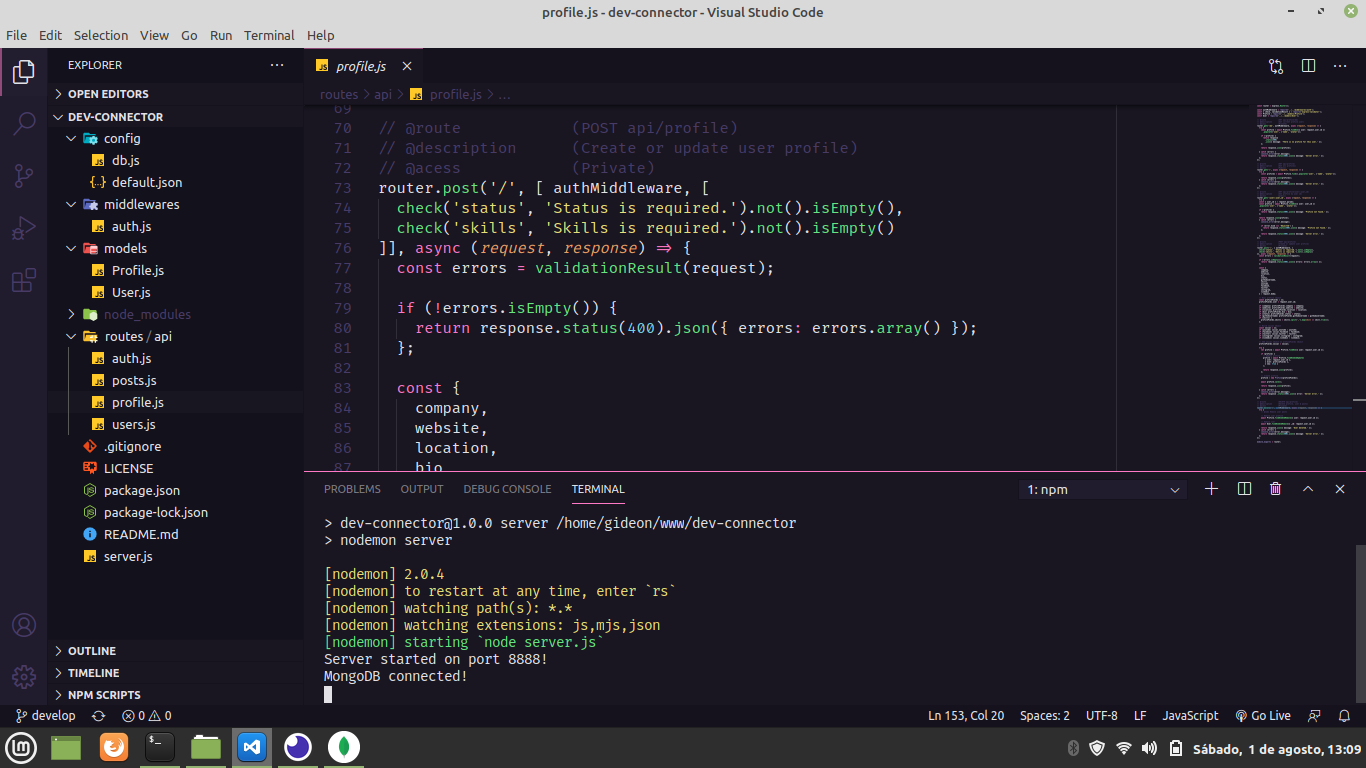 profile.js - dev-connector - Visual Studio Code
File Edit Selection View Go Run Terminal Help
EXPLORER
OPEN EDITORS
DEV-CONNECTOR
config
db.js
default.json
middlewares
auth.js
models
Profile.js
User.js
node_modules
routes / api
auth.js
posts.js
profile.js
users.js
.gitignore
LICENSE
package.json
package-lock.json
README.md
server.js
OUTLINE
TIMELINE
NPM SCRIPTS
profile.js
routes > api > JS profile.js > ...
69
70 // @route (POST api/profile)
71 // @description (Create or update user profile)
72 // @acess (Private)
73 router.post('/', [ authMiddleware, [
74 check('status', 'Status is required.').not().isEmpty(),
75 check('skills', 'Skills is required.').not().isEmpty()
76 ]], async (request, response) => {
77 const errors = validationResult(request);
78
79 if (!errors.isEmpty()) {
80 return response.status(400).json({ errors: errors.array() });
81 };
82
83 const {
84 company,
85 website,
86 location,
87 bio
PROBLEMS OUTPUT DEBUG CONSOLE TERMINAL 1: npm
> dev-connector@1.0.0 server /home/gideon/www/dev-connector
> nodemon server
[nodemon] 2.0.4
[nodemon] to restart at any time, enter `rs`
[nodemon] watching path(s): *.*
[nodemon] watching extensions: js,mjs,json
[nodemon] starting `node server.js`
Server started on port 8888!
MongoDB connected!
develop 0 0 Ln 153, Col 20 Spaces: 2 UTF-8 LF JavaScript Go Live
Sábado, 1 de agosto, 13:09